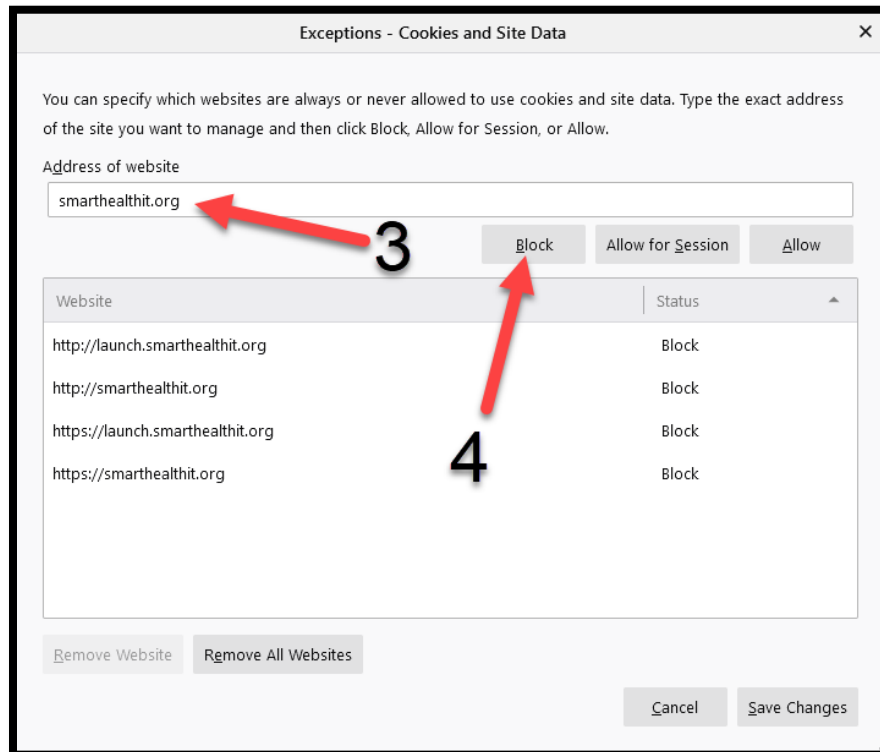 Exceptions - Cookies and Site Data
You can specify which websites are always or never allowed to use cookies and site data. Type the exact address
of the site you want to manage and then click Block, Allow for Session, or Allow.
Address of website
smarthealthit.org
3
Block Allow for Session Allow
Website Status
http://launch.smarthealthit.org Block
http://smarthealthit.org Block
https://launch.smarthealthit.org Block
4
https://smarthealthit.org Block
Remove Website Remove All Websites
Cancel Save Changes